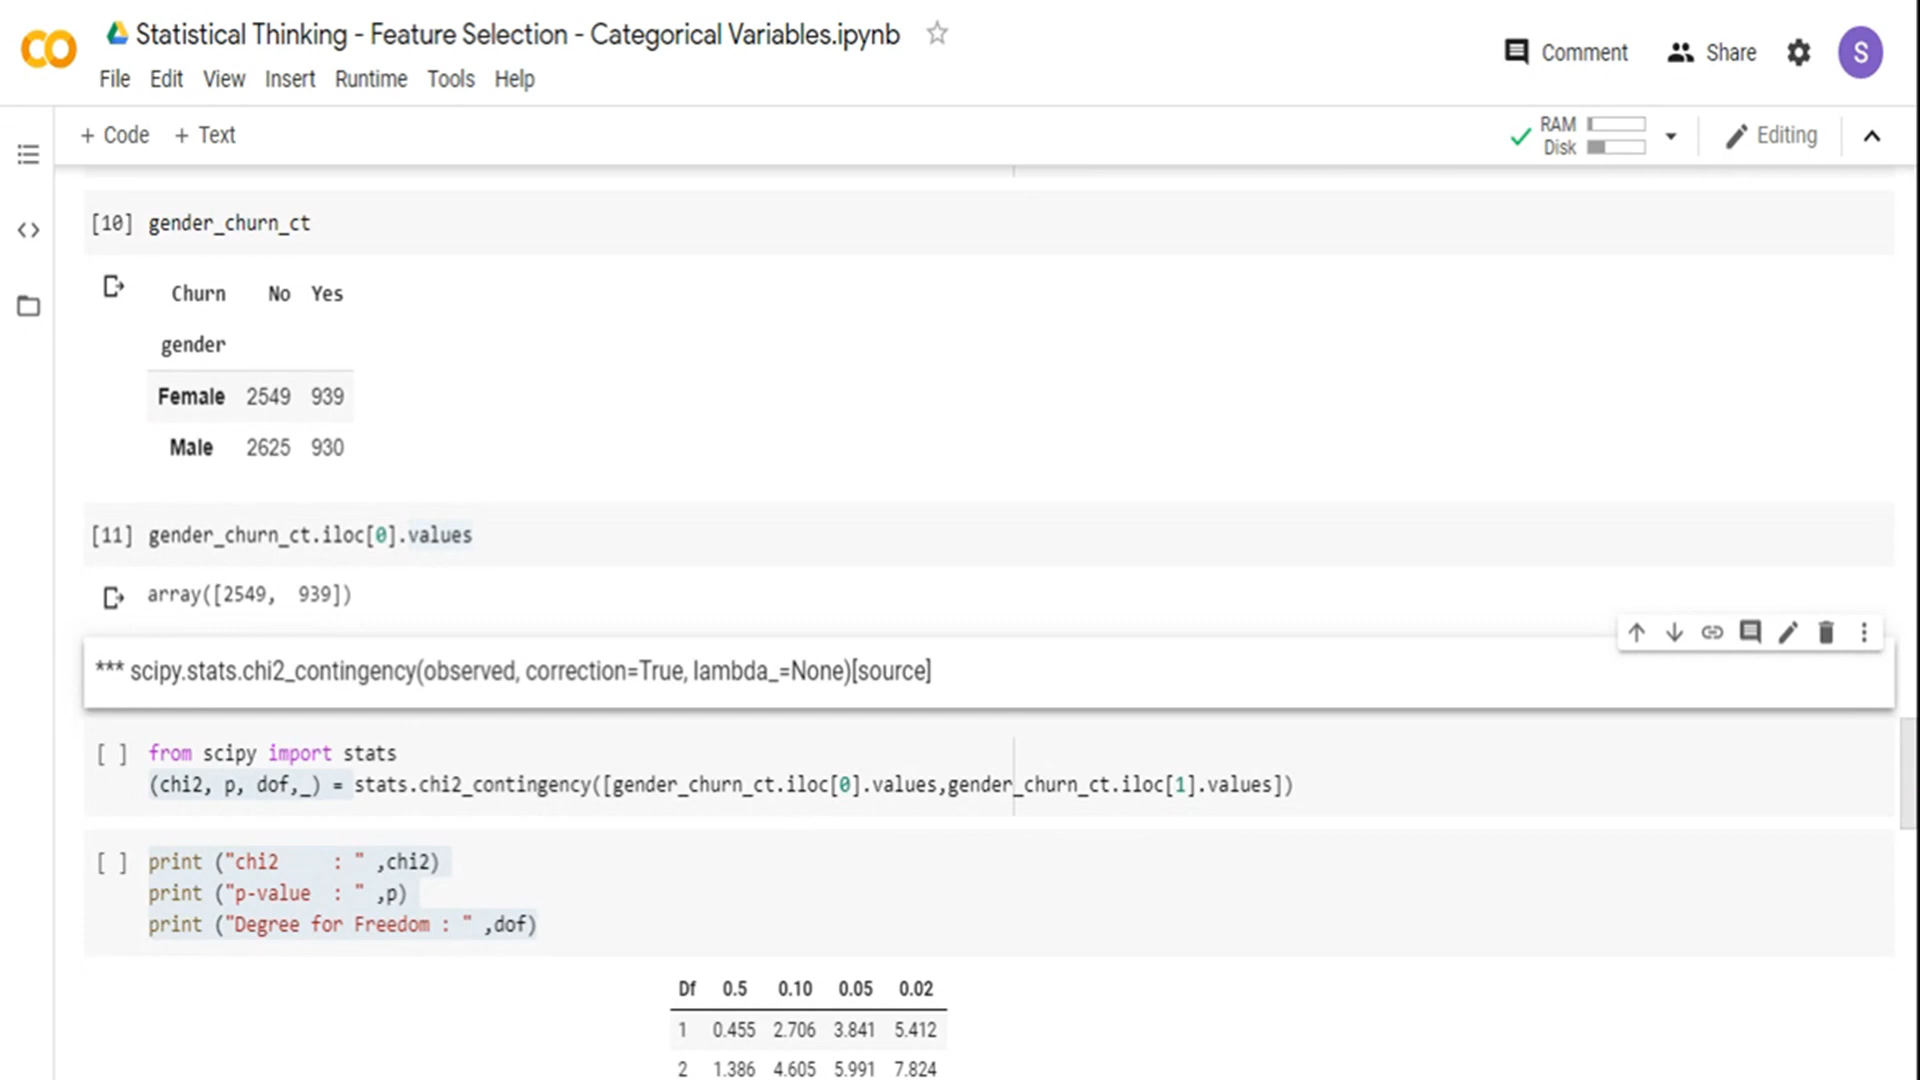 Statistical Thinking - Feature Selection - Categorical Variables.ipynb
File Edit View Insert Runtime Tools Help
Comment Share S
+ Code + Text
RAM
Disk
Editing
[10] gender_churn_ct
Churn No Yes
gender
Female 2549 939
Male 2625 930
[11] gender_churn_ct.iloc[0].values
array([2549, 939])
*** scipy.stats.chi2_contingency(observed, correction=True, lambda_=None)[source]
[ ] from scipy import stats
(chi2, p, dof,_) = stats.chi2_contingency([gender_churn_ct.iloc[0].values,gender_churn_ct.iloc[1].values])
[ ] print ("chi2    : " ,chi2)
print ("p-value  : " ,p)
print ("Degree for Freedom : " ,dof)
Df 0.5 0.10 0.05 0.02
1 0.455 2.706 3.841 5.412
2 1.386 4.605 5.991 7.824